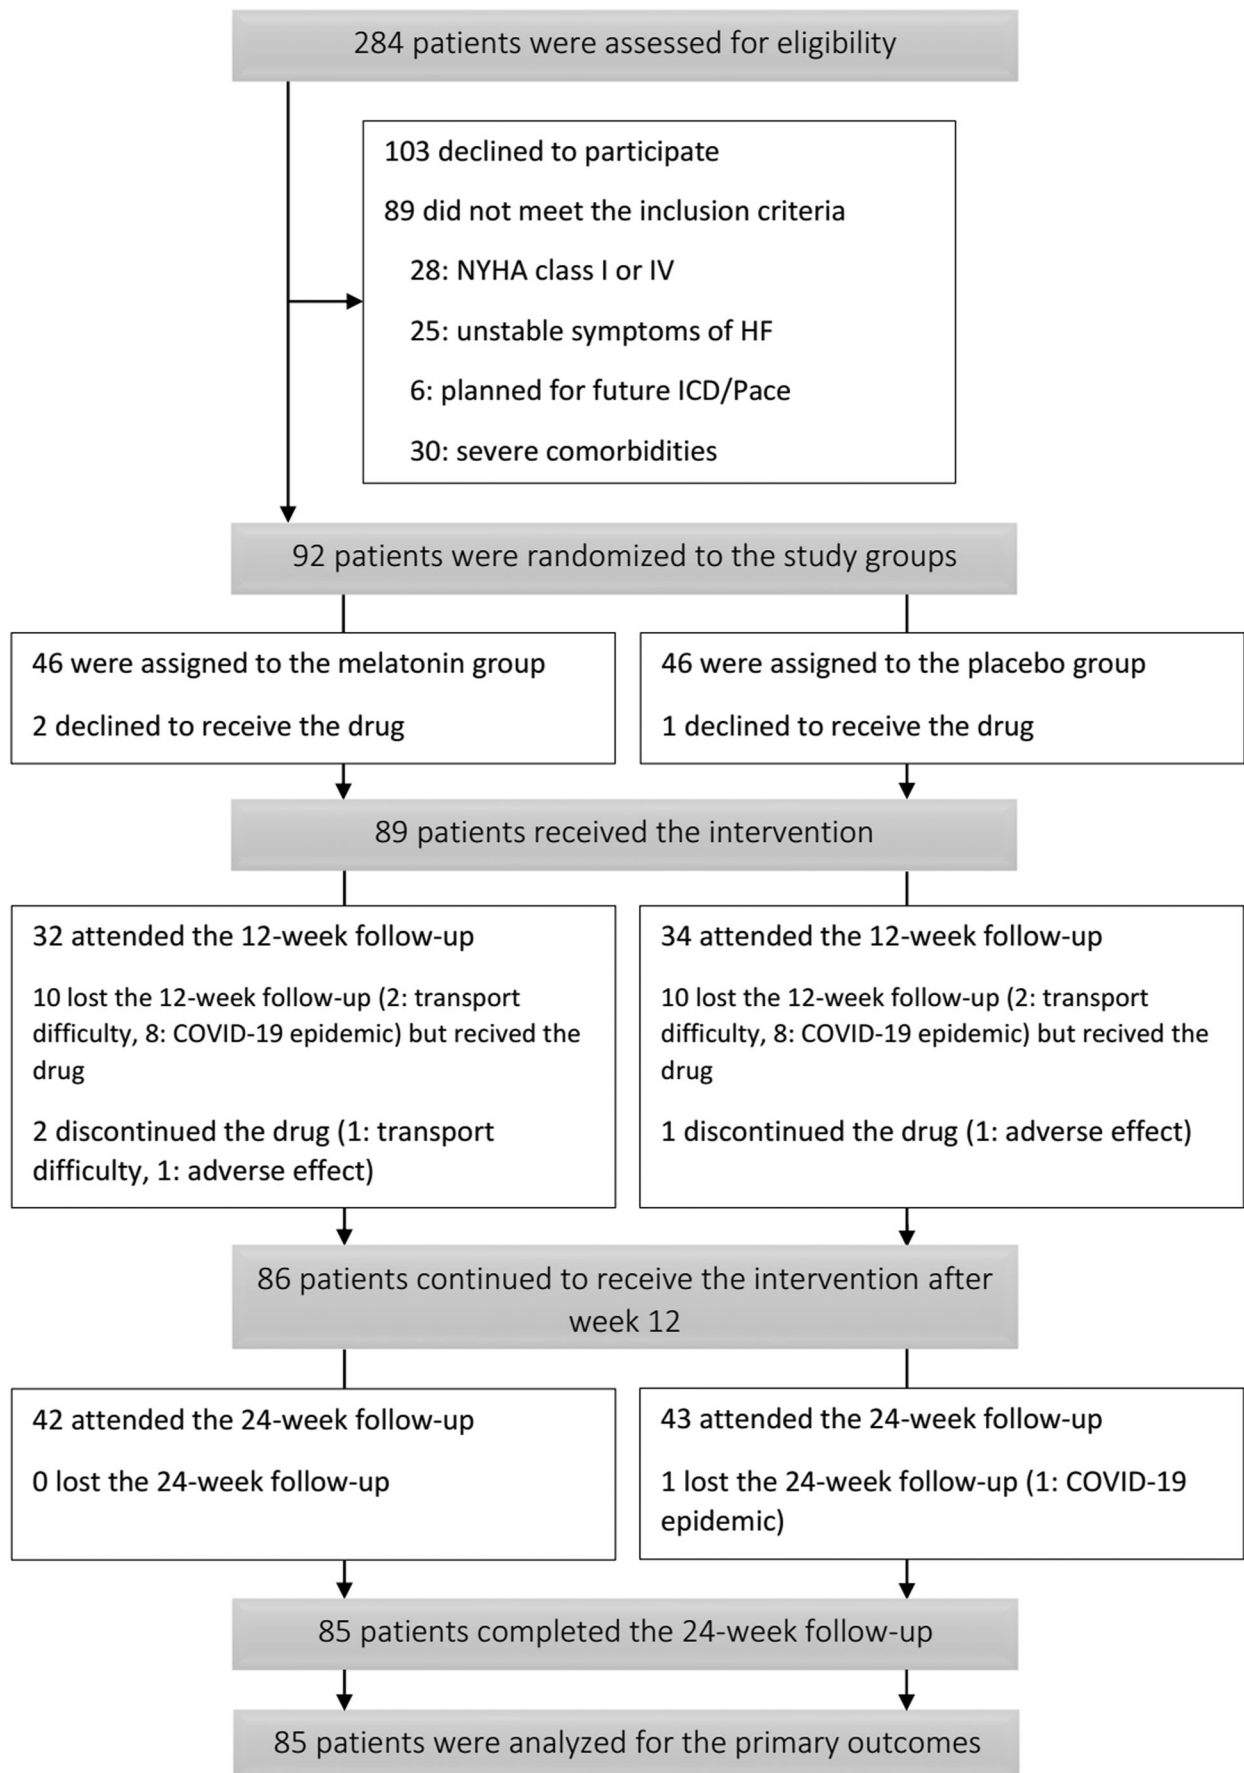 284 patients were assessed for eligibility
103 declined to participate
89 did not meet the inclusion criteria
28: NYHA class I or IV
25: unstable symptoms of HF
6: planned for future ICD/Pace
30: severe comorbidities
92 patients were randomized to the study groups
46 were assigned to the melatonin group
2 declined to receive the drug
46 were assigned to the placebo group
1 declined to receive the drug
89 patients received the intervention
32 attended the 12-week follow-up
10 lost the 12-week follow-up (2: transport
difficulty, 8: COVID-19 epidemic) but recived the
drug
2 discontinued the drug (1: transport
difficulty, 1: adverse effect)
34 attended the 12-week follow-up
10 lost the 12-week follow-up (2: transport
difficulty, 8: COVID-19 epidemic) but recived the
drug
1 discontinued the drug (1: adverse effect)
86 patients continued to receive the intervention after
week 12
42 attended the 24-week follow-up
0 lost the 24-week follow-up
43 attended the 24-week follow-up
1 lost the 24-week follow-up (1: COVID-19
epidemic)
85 patients completed the 24-week follow-up
85 patients were analyzed for the primary outcomes